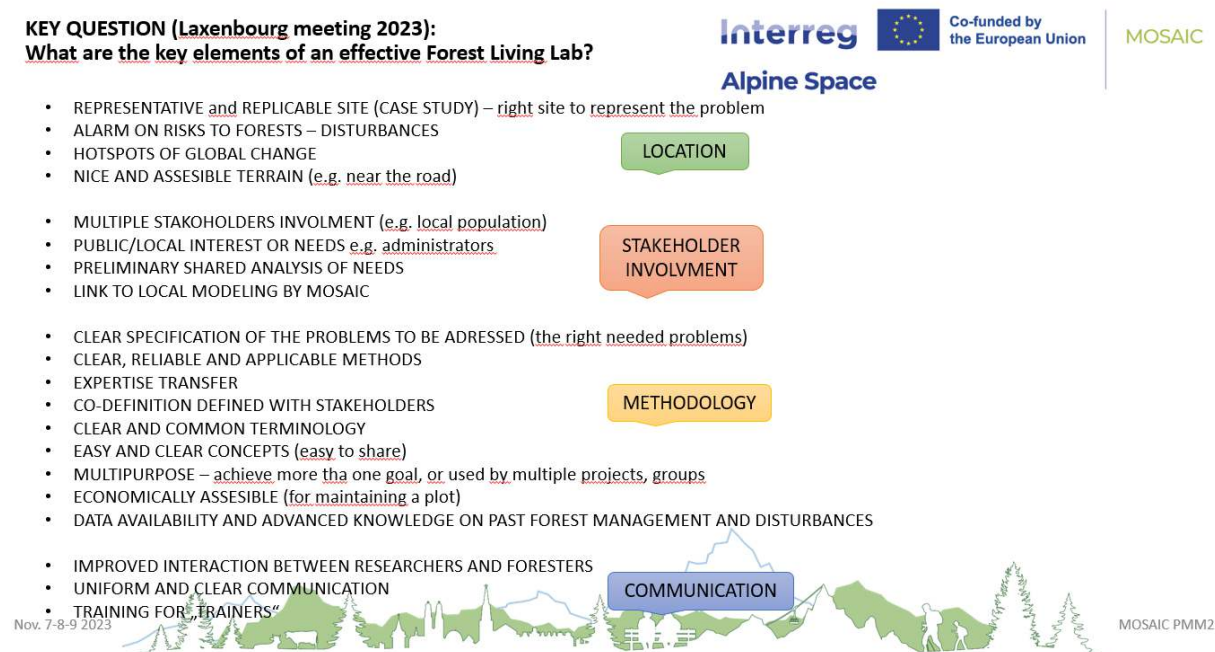 KEY QUESTION (Laxenbourg meeting 2023):
What are the key elements of an effective Forest Living Lab?
Interreg
Co-funded by
the European Union
MOSAIC
Alpine Space
• REPRESENTATIVE and REPLICABLE SITE (CASE STUDY) – right site to represent the problem
• ALARM ON RISKS TO FORESTS – DISTURBANCES
• HOTSPOTS OF GLOBAL CHANGE
• NICE AND ASSESIBLE TERRAIN (e.g. near the road)
LOCATION
• MULTIPLE STAKOHOLDERS INVOLMENT (e.g. local population)
• PUBLIC/LOCAL INTEREST OR NEEDS e.g. administrators
• PRELIMINARY SHARED ANALYSIS OF NEEDS
• LINK TO LOCAL MODELING BY MOSAIC
STAKEHOLDER
INVOLVMENT
• CLEAR SPECIFICATION OF THE PROBLEMS TO BE ADRESSED (the right needed problems)
• CLEAR, RELIABLE AND APPLICABLE METHODS
• EXPERTISE TRANSFER
• CO-DEFINITION DEFINED WITH STAKEHOLDERS
• CLEAR AND COMMON TERMINOLOGY
• EASY AND CLEAR CONCEPTS (easy to share)
• MULTIPURPOSE – achieve more tha one goal, or used by multiple projects, groups
• ECONOMICALLY ASSESIBLE (for maintaining a plot)
• DATA AVAILABILITY AND ADVANCED KNOWLEDGE ON PAST FOREST MANAGEMENT AND DISTURBANCES
METHODOLOGY
• IMPROVED INTERACTION BETWEEN RESEARCHERS AND FORESTERS
• UNIFORM AND CLEAR COMMUNICATION
• TRAINING FOR „TRAINERS“
COMMUNICATION
Nov. 7-8-9 2023
MOSAIC PMM2